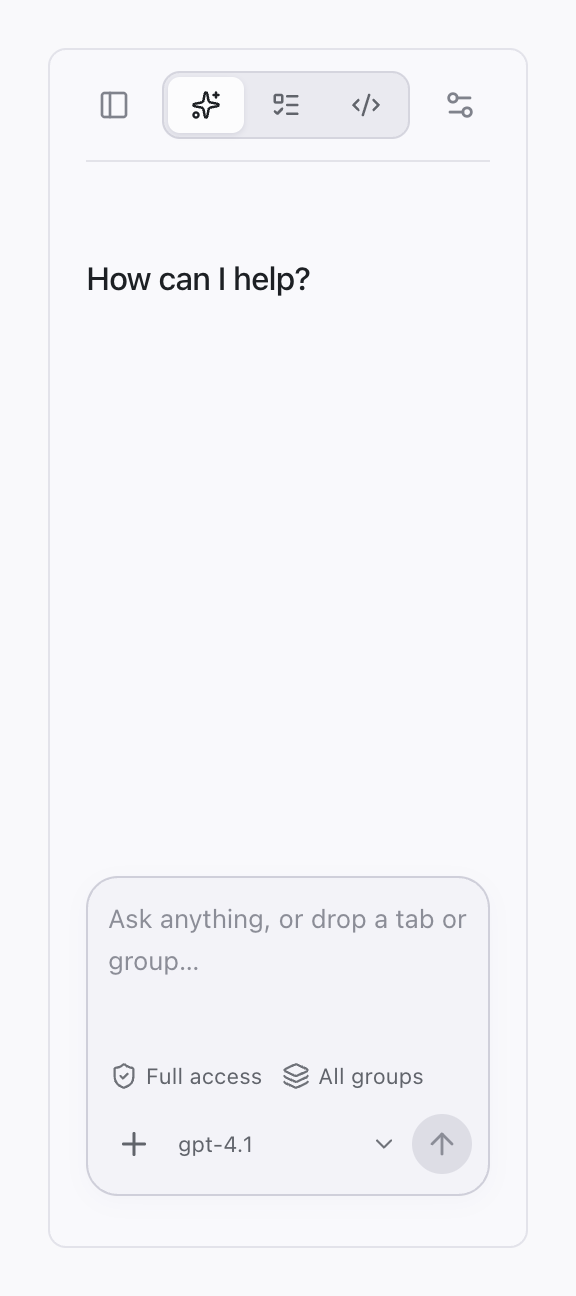 How can I help?
Ask anything, or drop a tab or
group...
Full access All groups
gpt-4.1